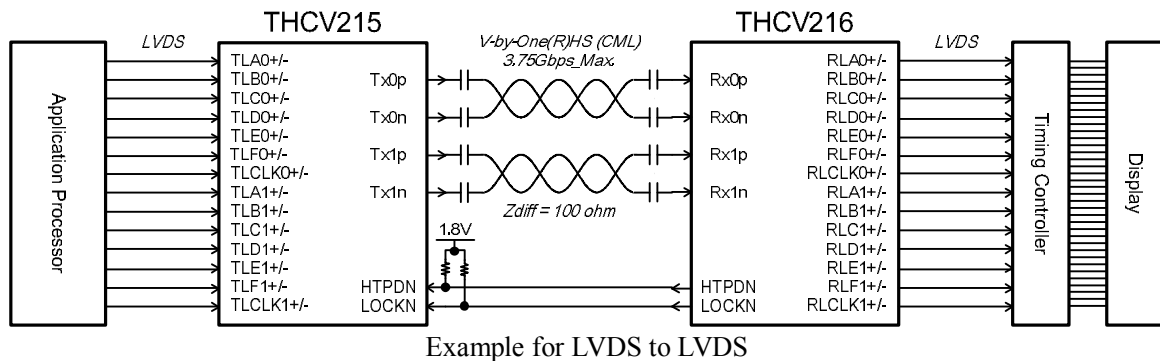 THCV215
THCV216
LVDS
V-by-One(R)HS (CML)
3.75Gbps_Max.
LVDS
Application Processor
TLA0+/-
TLB0+/-
TLC0+/-
TLD0+/-
TLE0+/-
TLF0+/-
TLCLK0+/-
TLA1+/-
TLB1+/-
TLC1+/-
TLD1+/-
TLE1+/-
TLF1+/-
TLCLK1+/-
Tx0p
Tx0n
Tx1p
Tx1n
HTPDN
LOCKN
Zdiff = 100 ohm
1.8V
Rx0p
Rx0n
Rx1p
Rx1n
HTPDN
LOCKN
RLA0+/-
RLB0+/-
RLC0+/-
RLD0+/-
RLE0+/-
RLF0+/-
RLCLK0+/-
RLA1+/-
RLB1+/-
RLC1+/-
RLD1+/-
RLE1+/-
RLF1+/-
RLCLK1+/-
Timing Controller
Display
Example for LVDS to LVDS